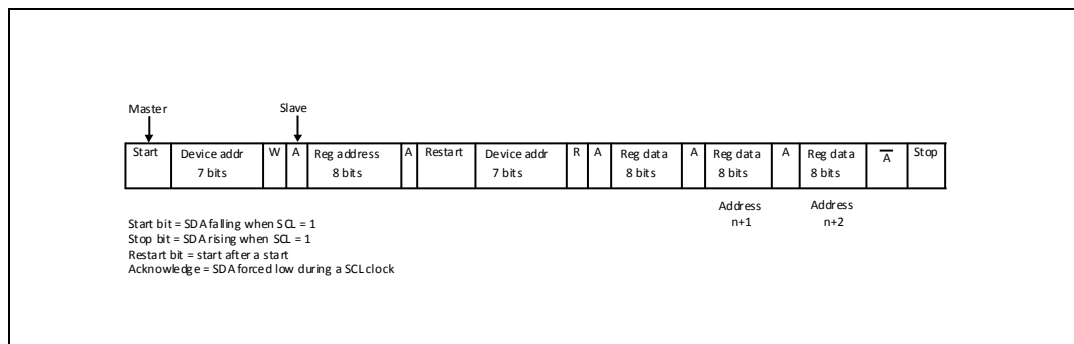 Master Slave
Start Device addr W A Reg address A Restart Device addr R A Reg data A Reg data A Reg data A̅ Stop
7 bits 8 bits 7 bits 8 bits 8 bits 8 bits
Address Address
n+1 n+2
Start bit = SDA falling when SCL = 1
Stop bit = SDA rising when SCL = 1
Restart bit = start after a start
Acknowledge = SDA forced low during a SCL clock